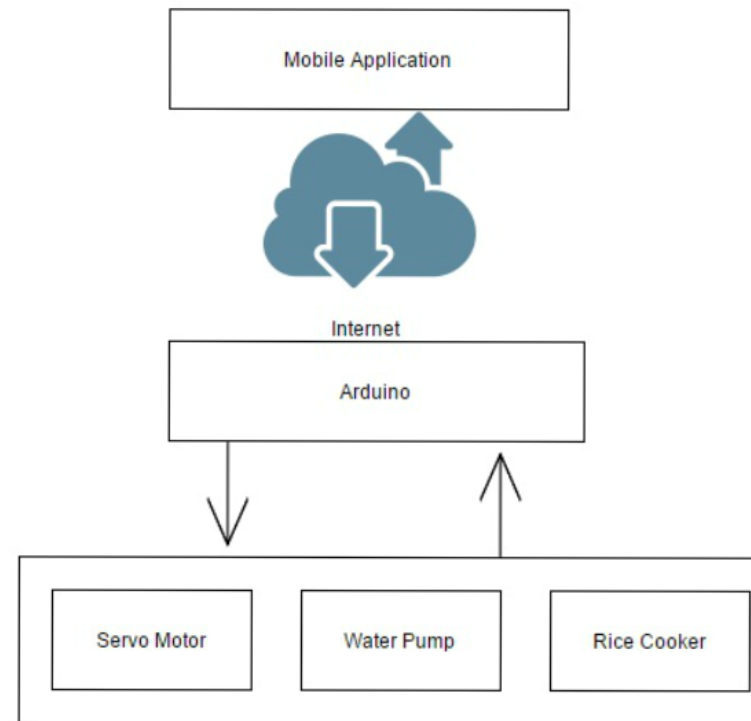 Mobile Application
Internet
Arduino
Servo Motor
Water Pump
Rice Cooker